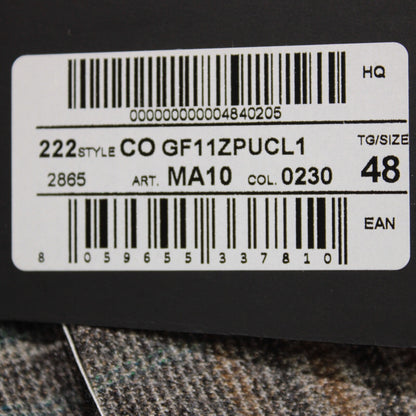 HQ
000000000004840205
222 STYLE CO GF11ZPUCL1 TG/SIZE
2865 ART. MA10 COL. 0230 48
EAN
8 059655 337810